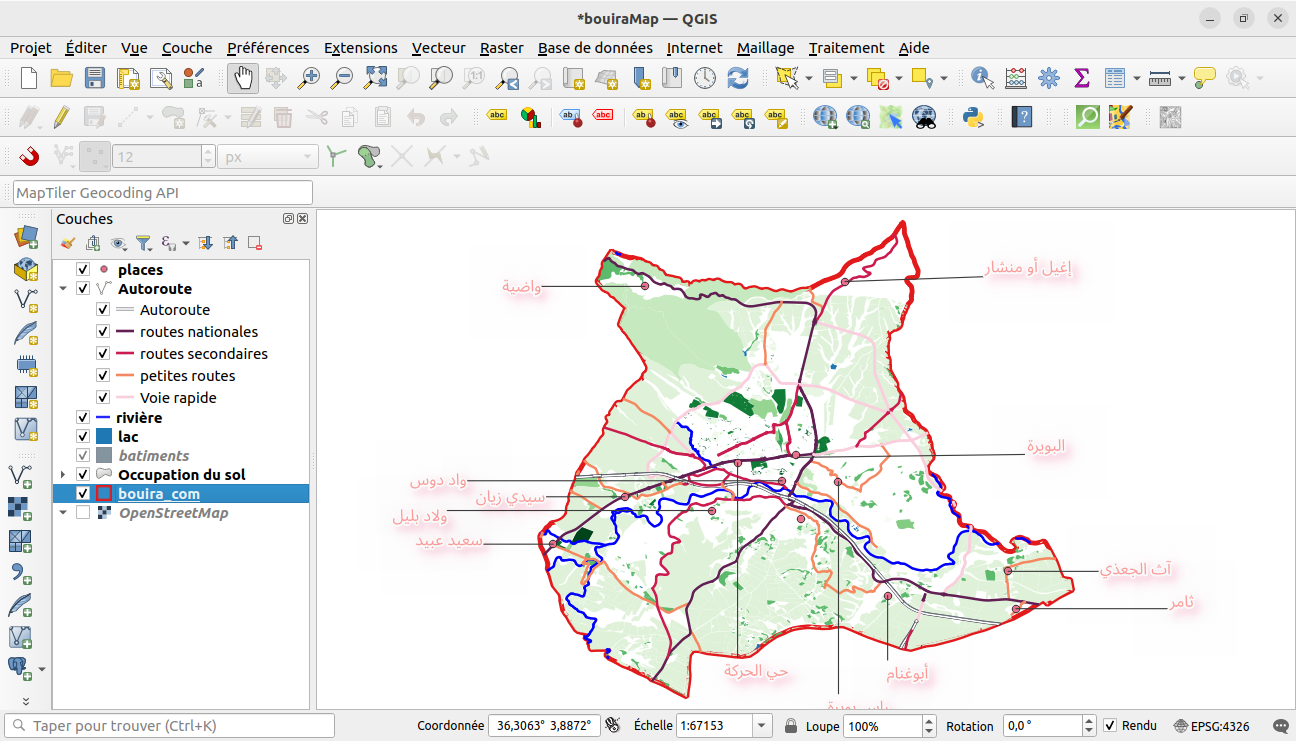 *bouiraMap — QGIS
Projet Éditer Vue Couche Préférences Extensions Vecteur Raster Base de données Internet Maillage Traitement Aide
12 px
MapTiler Geocoding API
Couches
places
Autoroute
Autoroute
routes nationales
routes secondaires
petites routes
Voie rapide
rivière
lac
batiments
Occupation du sol
bouira_com
OpenStreetMap
إغيل أو منشار
واضية
البويرة
واد دوس
سيدي زيان
ولاد بليل
سعيد عبيد
آث الجعدي
ثامر
حي الحركة
أبوغنام
Taper pour trouver (Ctrl+K) Coordonnée 36,3063° 3,8872° Échelle 1:67153 Loupe 100% Rotation 0,0 ° Rendu EPSG:4326